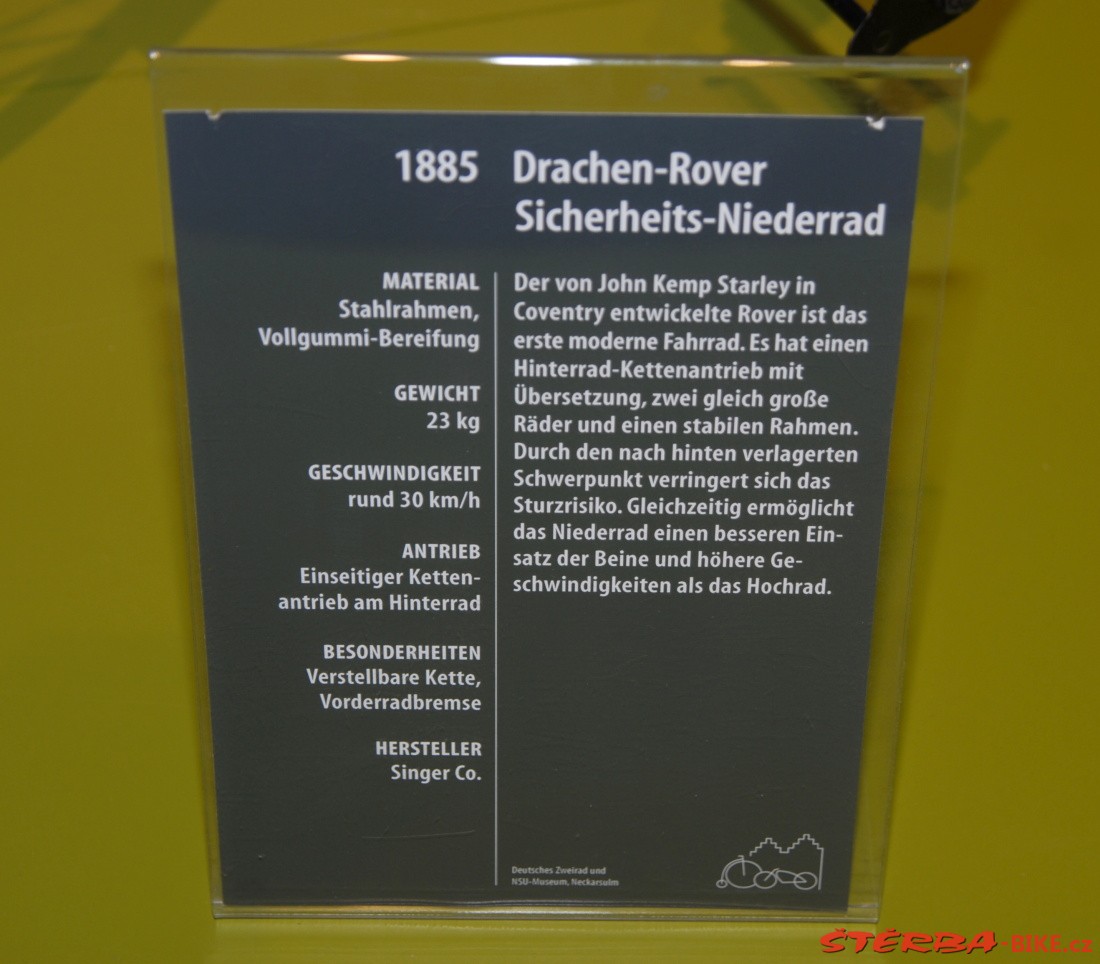 1885 Drachen-Rover
Sicherheits-Niederrad
MATERIAL
Stahlrahmen,
Vollgummi-Bereifung
GEWICHT
23 kg
GESCHWINDIGKEIT
rund 30 km/h
ANTRIEB
Einseitiger Ketten-
antrieb am Hinterrad
BESONDERHEITEN
Verstellbare Kette,
Vorderradbremse
HERSTELLER
Singer Co.
Der von John Kemp Starley in
Coventry entwickelte Rover ist das
erste moderne Fahrrad. Es hat einen
Hinterrad-Kettenantrieb mit
Übersetzung, zwei gleich große
Räder und einen stabilen Rahmen.
Durch den nach hinten verlagerten
Schwerpunkt verringert sich das
Sturzrisiko. Gleichzeitig ermöglicht
das Niederrad einen besseren Ein-
satz der Beine und höhere Ge-
schwindigkeiten als das Hochrad.
Deutsches Zweirad und
NSU-Museum, Neckarsulm
ŠTĚRBA-BIKE.cz